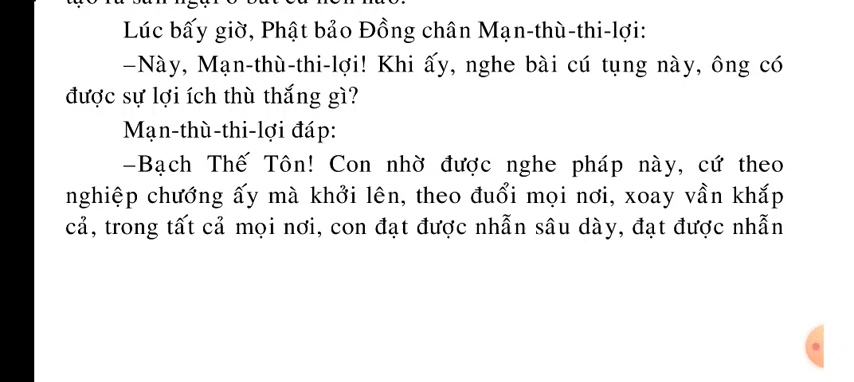 Lúc bấy giờ, Phật bảo Đồng chân Mạn-thù-thi-lợi:
–Này, Mạn-thù-thi-lợi! Khi ấy, nghe bài cú tụng này, ông có
được sự lợi ích thù thắng gì?
Mạn-thù-thi-lợi đáp:
–Bạch Thế Tôn! Con nhờ được nghe pháp này, cứ theo
nghiệp chướng ấy mà khởi lên, theo đuổi mọi nơi, xoay vần khắp
cả, trong tất cả mọi nơi, con đạt được nhẫn sâu dày, đạt được nhẫn